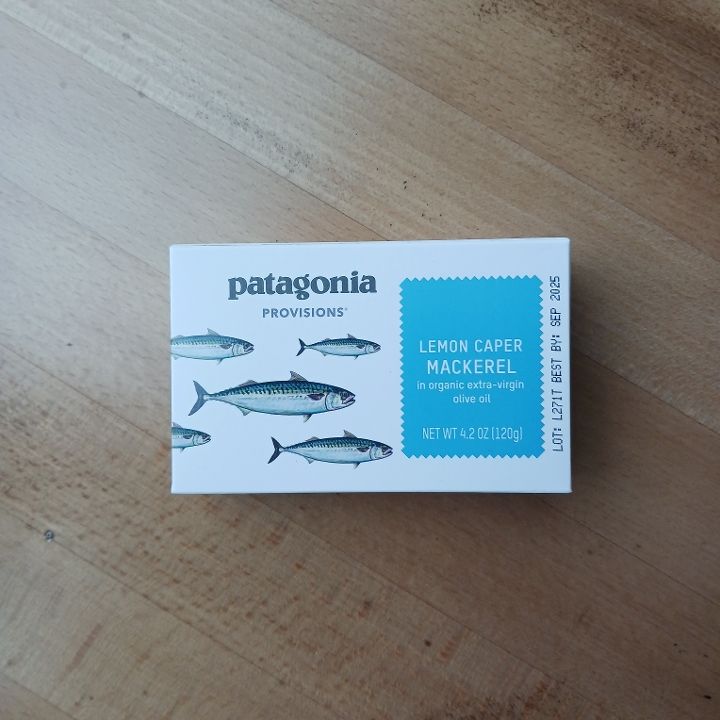 patagonia
PROVISIONS®
LEMON CAPER
MACKEREL
in organic extra-virgin
olive oil
NET WT 4.2 OZ (120g)
LOT: L271T BEST BY: SEP 2025